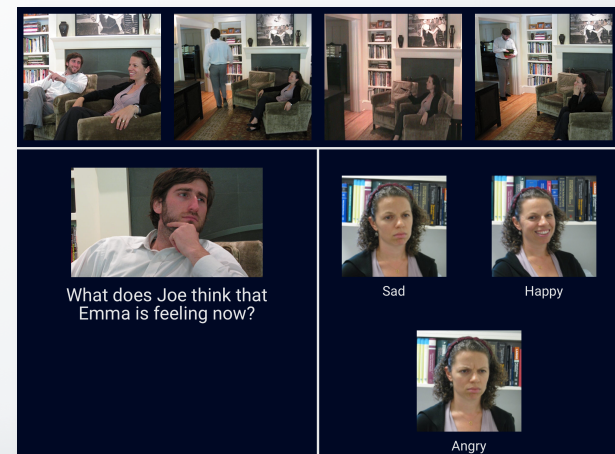 What does Joe think that
Emma is feeling now?
Sad
Happy
Angry